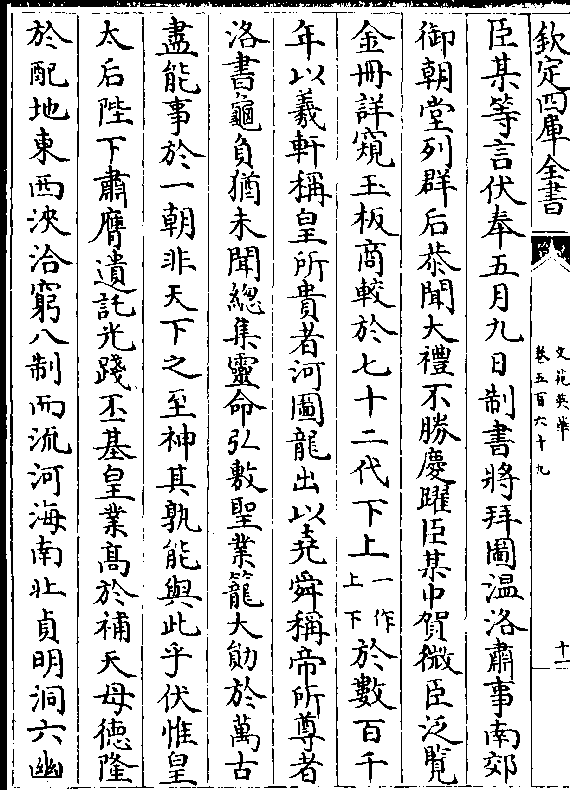 欽定四庫全書
文苑英華
卷五百六十九
十一
臣某等言伏奉五月九日制書將拜圖温洛肅事南郊
御朝堂列群后恭聞大禮不勝慶躍臣某中賀微臣泛覽
金冊詳窺玉板商較於七十二代下上一作上下於數百千
年以羲軒稱皇所貴者河圖龍出以堯舜稱帝所尊者
洛書龜負猶未聞總集靈命弘敷聖業籠大勛於萬古
盡能事於一朝非天下之至神其孰能與此乎伏惟皇
太后陛下肅膺遺託光踐丕基皇業高於補天母德隆
於配地東西浹洽窮八制而流河海南北貞明洞六幽